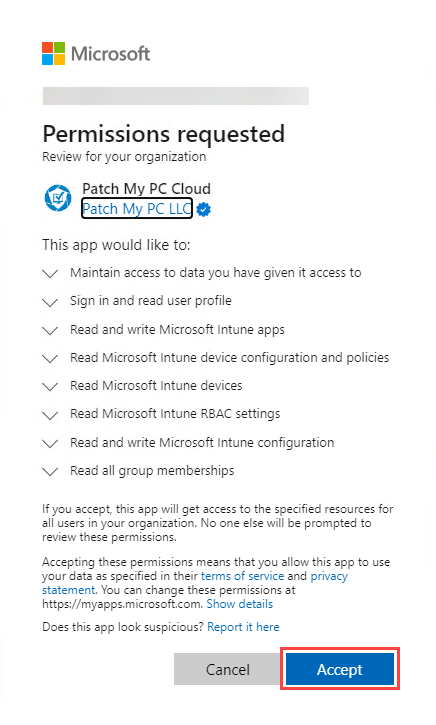 Microsoft
Permissions requested
Review for your organization
Patch My PC Cloud
Patch My PC LLC
This app would like to:
Maintain access to data you have given it access to
Sign in and read user profile
Read and write Microsoft Intune apps
Read Microsoft Intune device configuration and policies
Read Microsoft Intune devices
Read Microsoft Intune RBAC settings
Read and write Microsoft Intune configuration
Read all group memberships
If you accept, this app will get access to the specified resources for
all users in your organization. No one else will be prompted to
review these permissions.
Accepting these permissions means that you allow this app to use
your data as specified in their terms of service and privacy
statement. You can change these permissions at
https://myapps.microsoft.com. Show details
Does this app look suspicious? Report it here
Cancel Accept